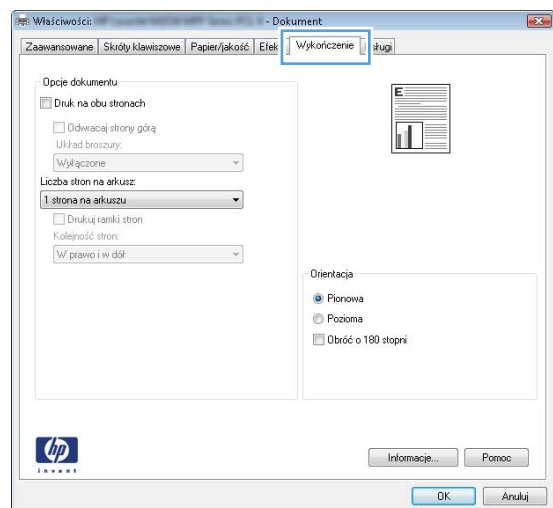 Właściwości: - Dokument
Zaawansowane Skróty klawiszowe Papier/jakość Efek Wykończenie sługi
Opcje dokumentu
Druk na obu stronach
Odwracaj strony górą
Układ broszury:
Wyłączone
Liczba stron na arkusz:
1 strona na arkuszu
Drukuj ramki stron
Kolejność stron:
W prawo i w dół
E
Orientacja
Pionowa
Pozioma
Obróć o 180 stopni
hp
invent
Informacje... Pomoc
OK Anuluj